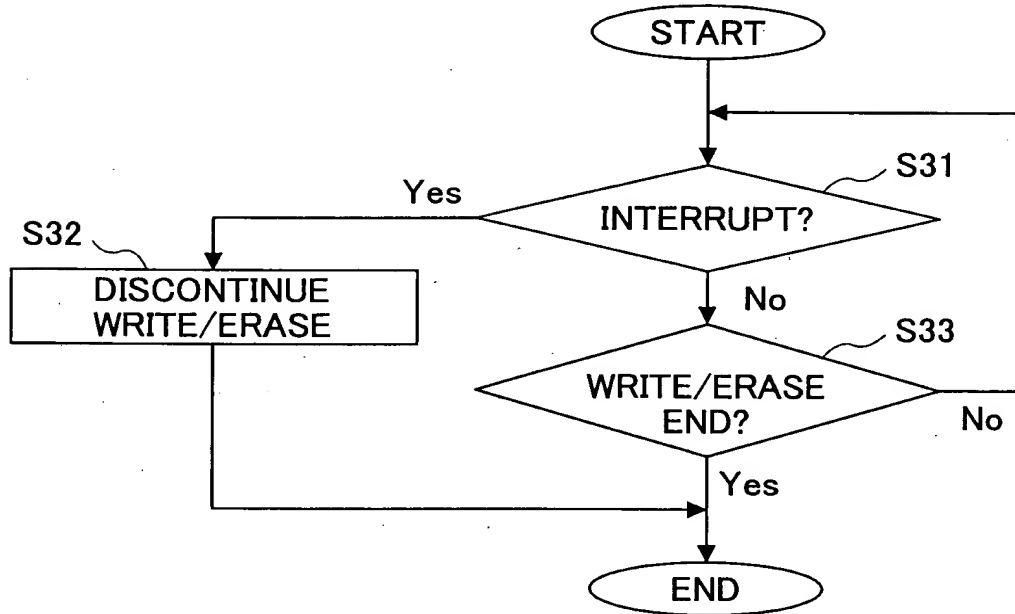 START
S31
Yes
INTERRUPT?
S32
DISCONTINUE
WRITE/ERASE
No
S33
WRITE/ERASE
END?
No
Yes
END